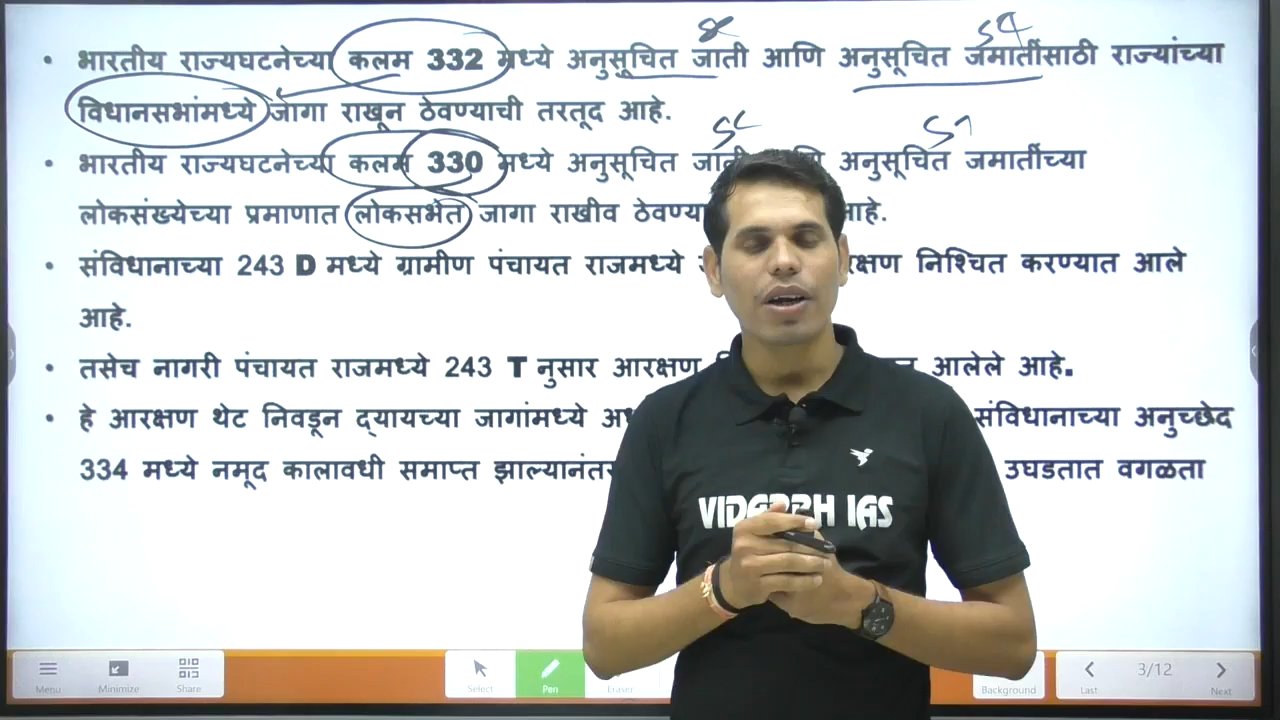 • भारतीय राज्यघटनेच्या कलम 332 मध्ये अनुसूचित जाती आणि अनुसूचित जमातींसाठी राज्यांच्या
विधानसभांमध्ये जागा राखून ठेवण्याची तरतूद आहे.
• भारतीय राज्यघटनेच्या कलम 330 मध्ये अनुसूचित जाती अनुसूचित जमातींच्या
लोकसंख्येच्या प्रमाणात लोकसभेत जागा राखीव आहे.
• संविधानाच्या 243 D मध्ये ग्रामीण पंचायत राजमध्ये निश्चित करण्यात आले
आहे.
• तसेच नागरी पंचायत राजमध्ये 243 T नुसार आरक्षण आलेले आहे.
• हे आरक्षण थेट निवडून द्यायच्या जागांमध्ये संविधानाच्या अनुच्छेद
334 मध्ये नमूद कालावधी समाप्त उघडतात वगळता
VIDARBH IAS
Menu Minimize Share Select Pen Eraser Background Last 3/12 Next